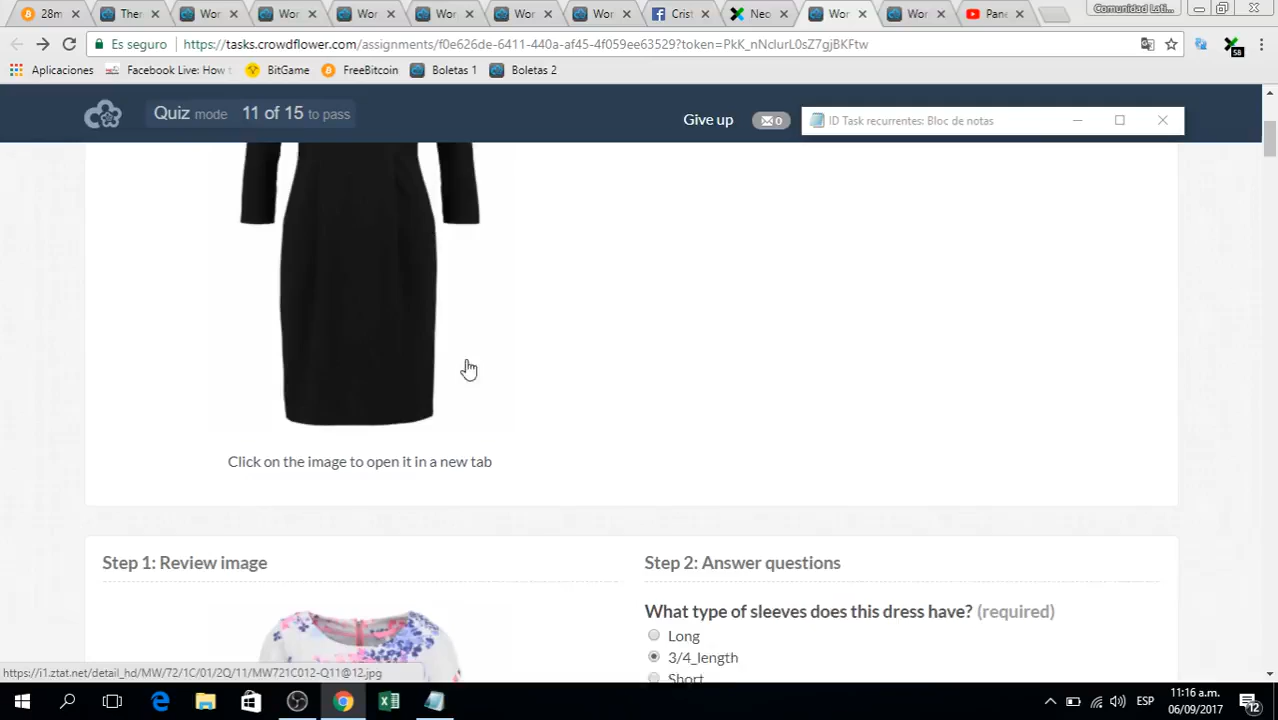 28m
Ther
Wor
Wor
Wor
Wor
Wor
Wor
Crist
Neo
Wor
Wor
Pane
Comunidad Lati...
Es seguro
https://tasks.crowdflower.com/assignments/f0e626de-6411-440a-af45-4f059ee63529?token=PkK_nNclurL0sZ7gjBKFtw
58
Aplicaciones
Facebook Live: How t
BitGame
FreeBitcoin
Boletas 1
Boletas 2
Quiz mode 11 of 15 to pass
Give up
0
ID Task recurrentes: Bloc de notas
Click on the image to open it in a new tab
Step 1: Review image
Step 2: Answer questions
What type of sleeves does this dress have? (required)
Long
3/4_length
Short
https://i1.ztat.net/detail_hd/MW/72/1C/01/2Q/11/MW721C012-Q11@12.jpg
ESP
11:16 a.m.
06/09/2017
12